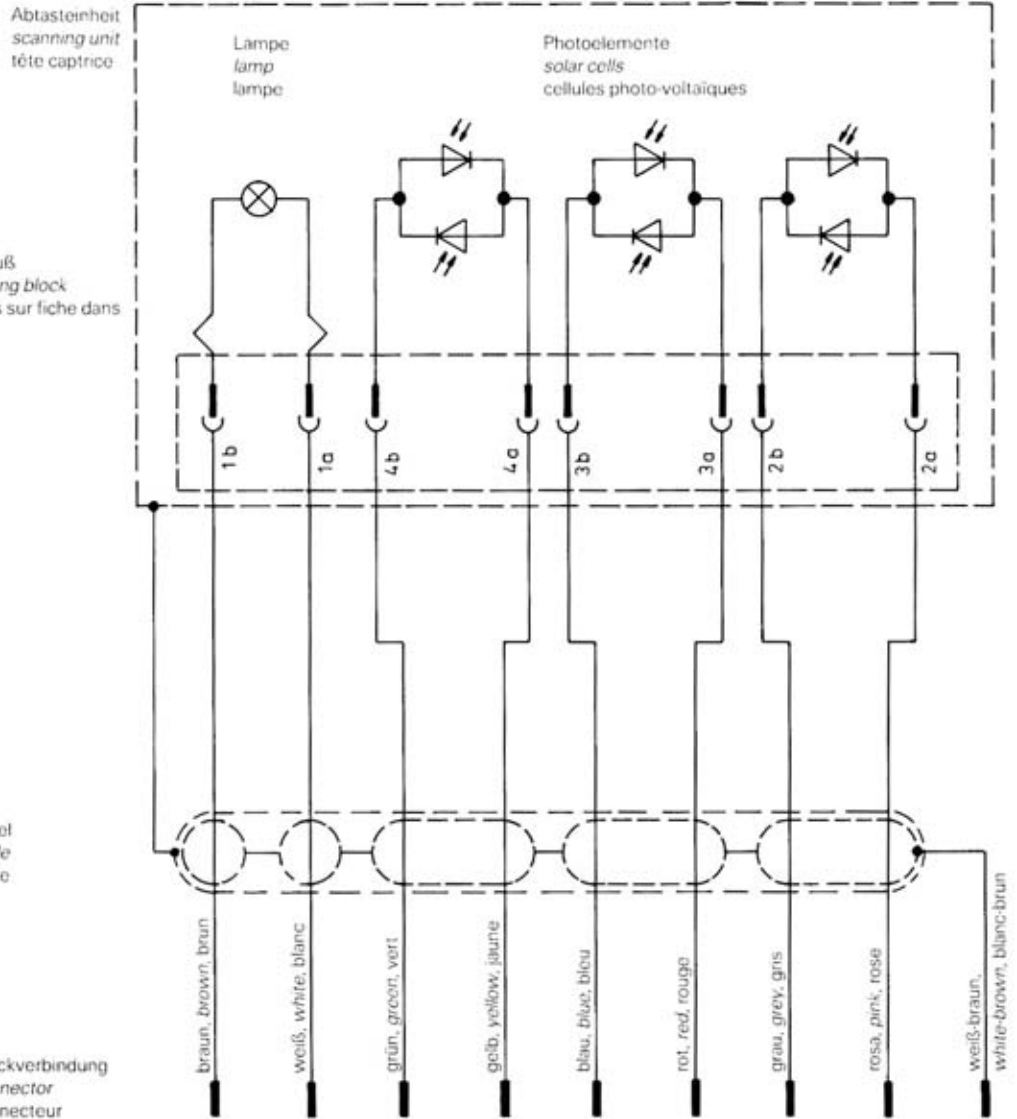 Abtasteinheit
scanning unit
tête captrice
Lampe
lamp
lampe
Photoelemente
solar cells
cellules photo-voltaïques
uß
ng block
s sur fiche dans
1b
1a
4b
4a
3b
3a
2b
2a
el
le
e
braun, brown, brun
weiß, white, blanc
grün, green, vert
gelb, yellow, jaune
blau, blue, bleu
rot, red, rouge
grau, grey, gris
rosa, pink, rose
weiß-braun,
white-brown, blanc-brun
ckverbindung
nector
necteur